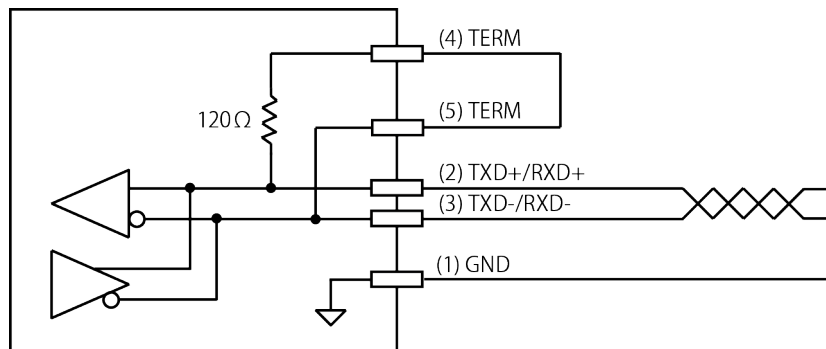 (4) TERM
120Ω
(5) TERM
(2) TXD+/RXD+
(3) TXD-/RXD-
(1) GND